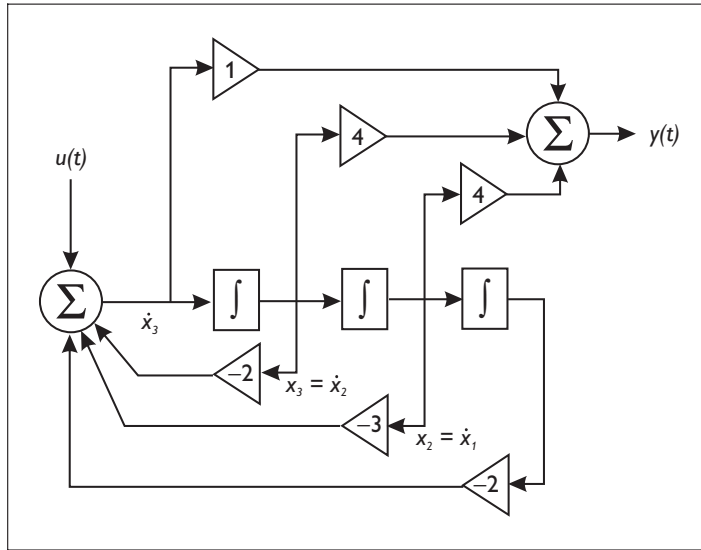 1
4
u(t)
Σ
y(t)
4
Σ
∫
∫
∫
ẋ₃
−2
x₃ = ẋ₂
−3
x₂ = ẋ₁
−2